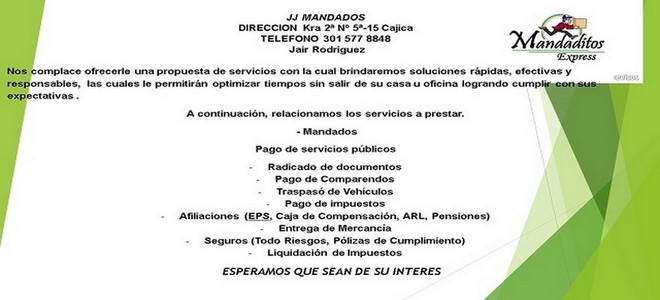 JJ MANDADOS
DIRECCION Kra 2ª Nº 5ª-15 Cajica
TELEFONO 301 577 8848
Jair Rodriguez
Mandaditos
Express
Nos complace ofrecerle una propuesta de servicios con la cual brindaremos soluciones rápidas, efectivas y
responsables, las cuales le permitirán optimizar tiempos sin salir de su casa u oficina logrando cumplir con sus
expectativas .
A continuación, relacionamos los servicios a prestar.
- Mandados
Pago de servicios públicos
- Radicado de documentos
- Pago de Comparendos
- Traspasó de Vehículos
- Pago de impuestos
- Afiliaciones (EPS, Caja de Compensación, ARL, Pensiones)
- Entrega de Mercancía
- Seguros (Todo Riesgos, Pólizas de Cumplimiento)
- Liquidación de Impuestos
ESPERAMOS QUE SEAN DE SU INTERES